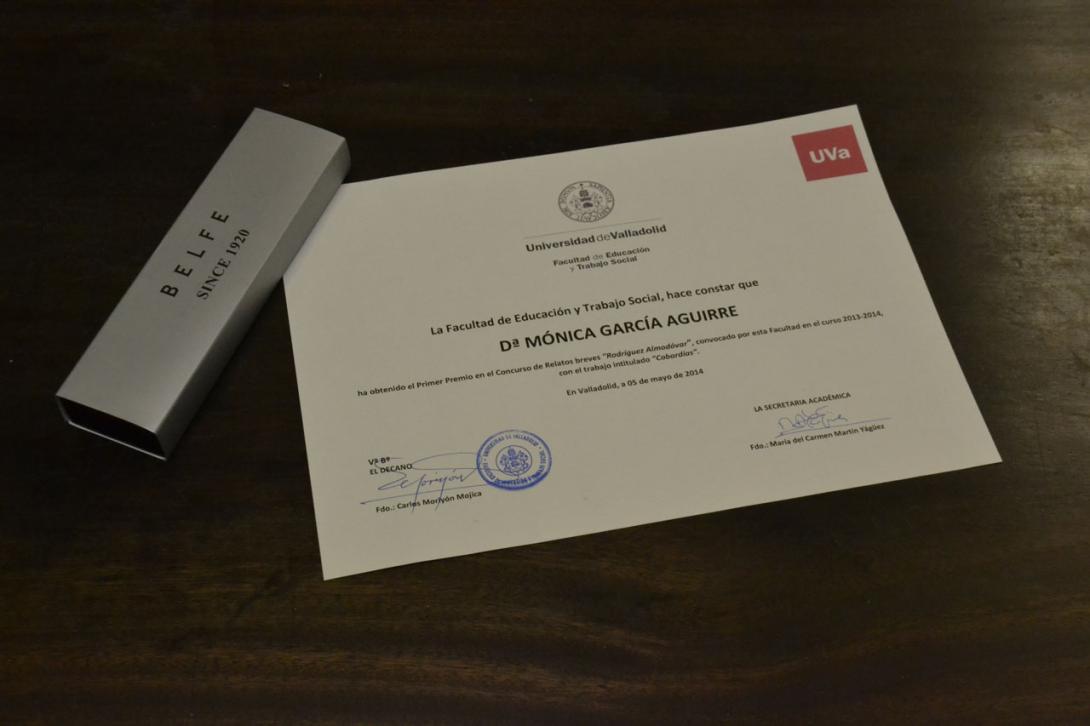 BELFE
SINCE 1920
UVa
Universidad de Valladolid
Facultad de Educación
y Trabajo Social
La Facultad de Educación y Trabajo Social, hace constar que
Dª MÓNICA GARCÍA AGUIRRE
ha obtenido el Primer Premio en el Concurso de Relatos breves "Rodríguez Almodóvar", convocado por esta Facultad en el curso 2013-2014,
con el trabajo intitulado "Cobardías".
En Valladolid, a 05 de mayo de 2014
LA SECRETARIA ACADÉMICA
Fdo.: María del Carmen Martín Yágüez
Vº Bº
EL DECANO
Fdo.: Carlos Moriyón Mojica
UNIVERSIDAD DE VALLADOLID